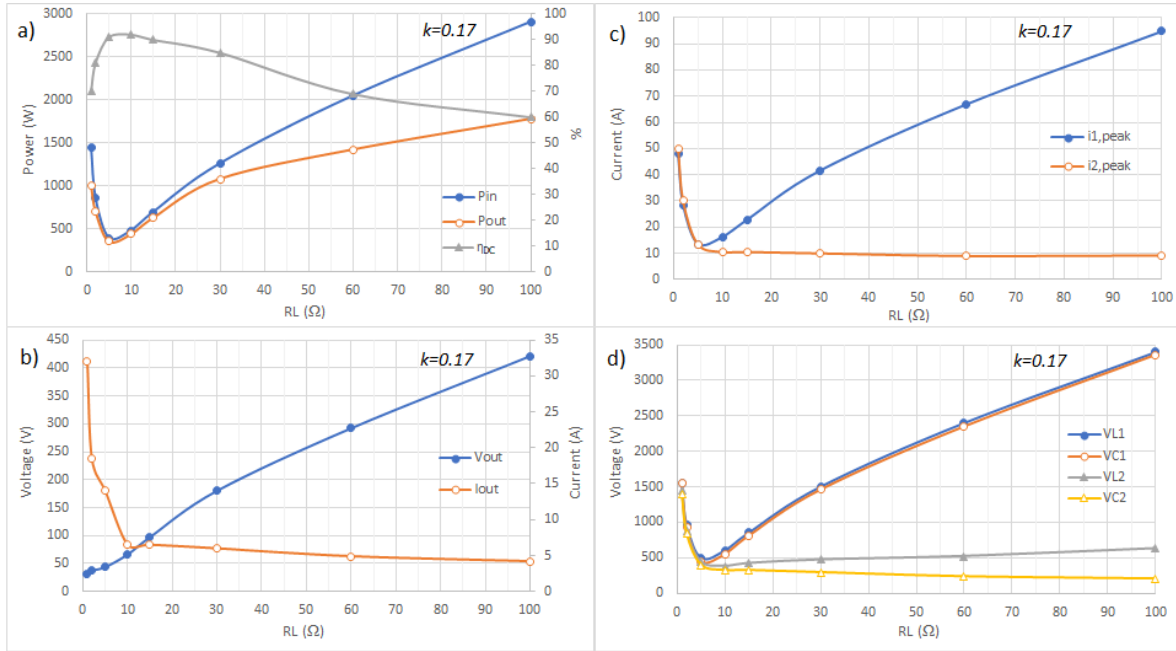 a)
k=0.17
3000
2500
2000
1500
1000
500
0
Power (W)
100
90
80
70
60
50
40
30
20
10
0
%
Pin
Pout
ηDC
0 10 20 30 40 50 60 70 80 90 100
RL (Ω)
c)
k=0.17
100
90
80
70
60
50
40
30
20
10
0
Current (A)
i1,peak
i2,peak
0 10 20 30 40 50 60 70 80 90 100
RL (Ω)
b)
k=0.17
450
400
350
300
250
200
150
100
50
0
Voltage (V)
35
30
25
20
15
10
5
0
Current (A)
Vout
Iout
0 10 20 30 40 50 60 70 80 90 100
RL (Ω)
d)
k=0.17
3500
3000
2500
2000
1500
1000
500
0
Voltage (V)
VL1
VC1
VL2
VC2
0 10 20 30 40 50 60 70 80 90 100
RL (Ω)